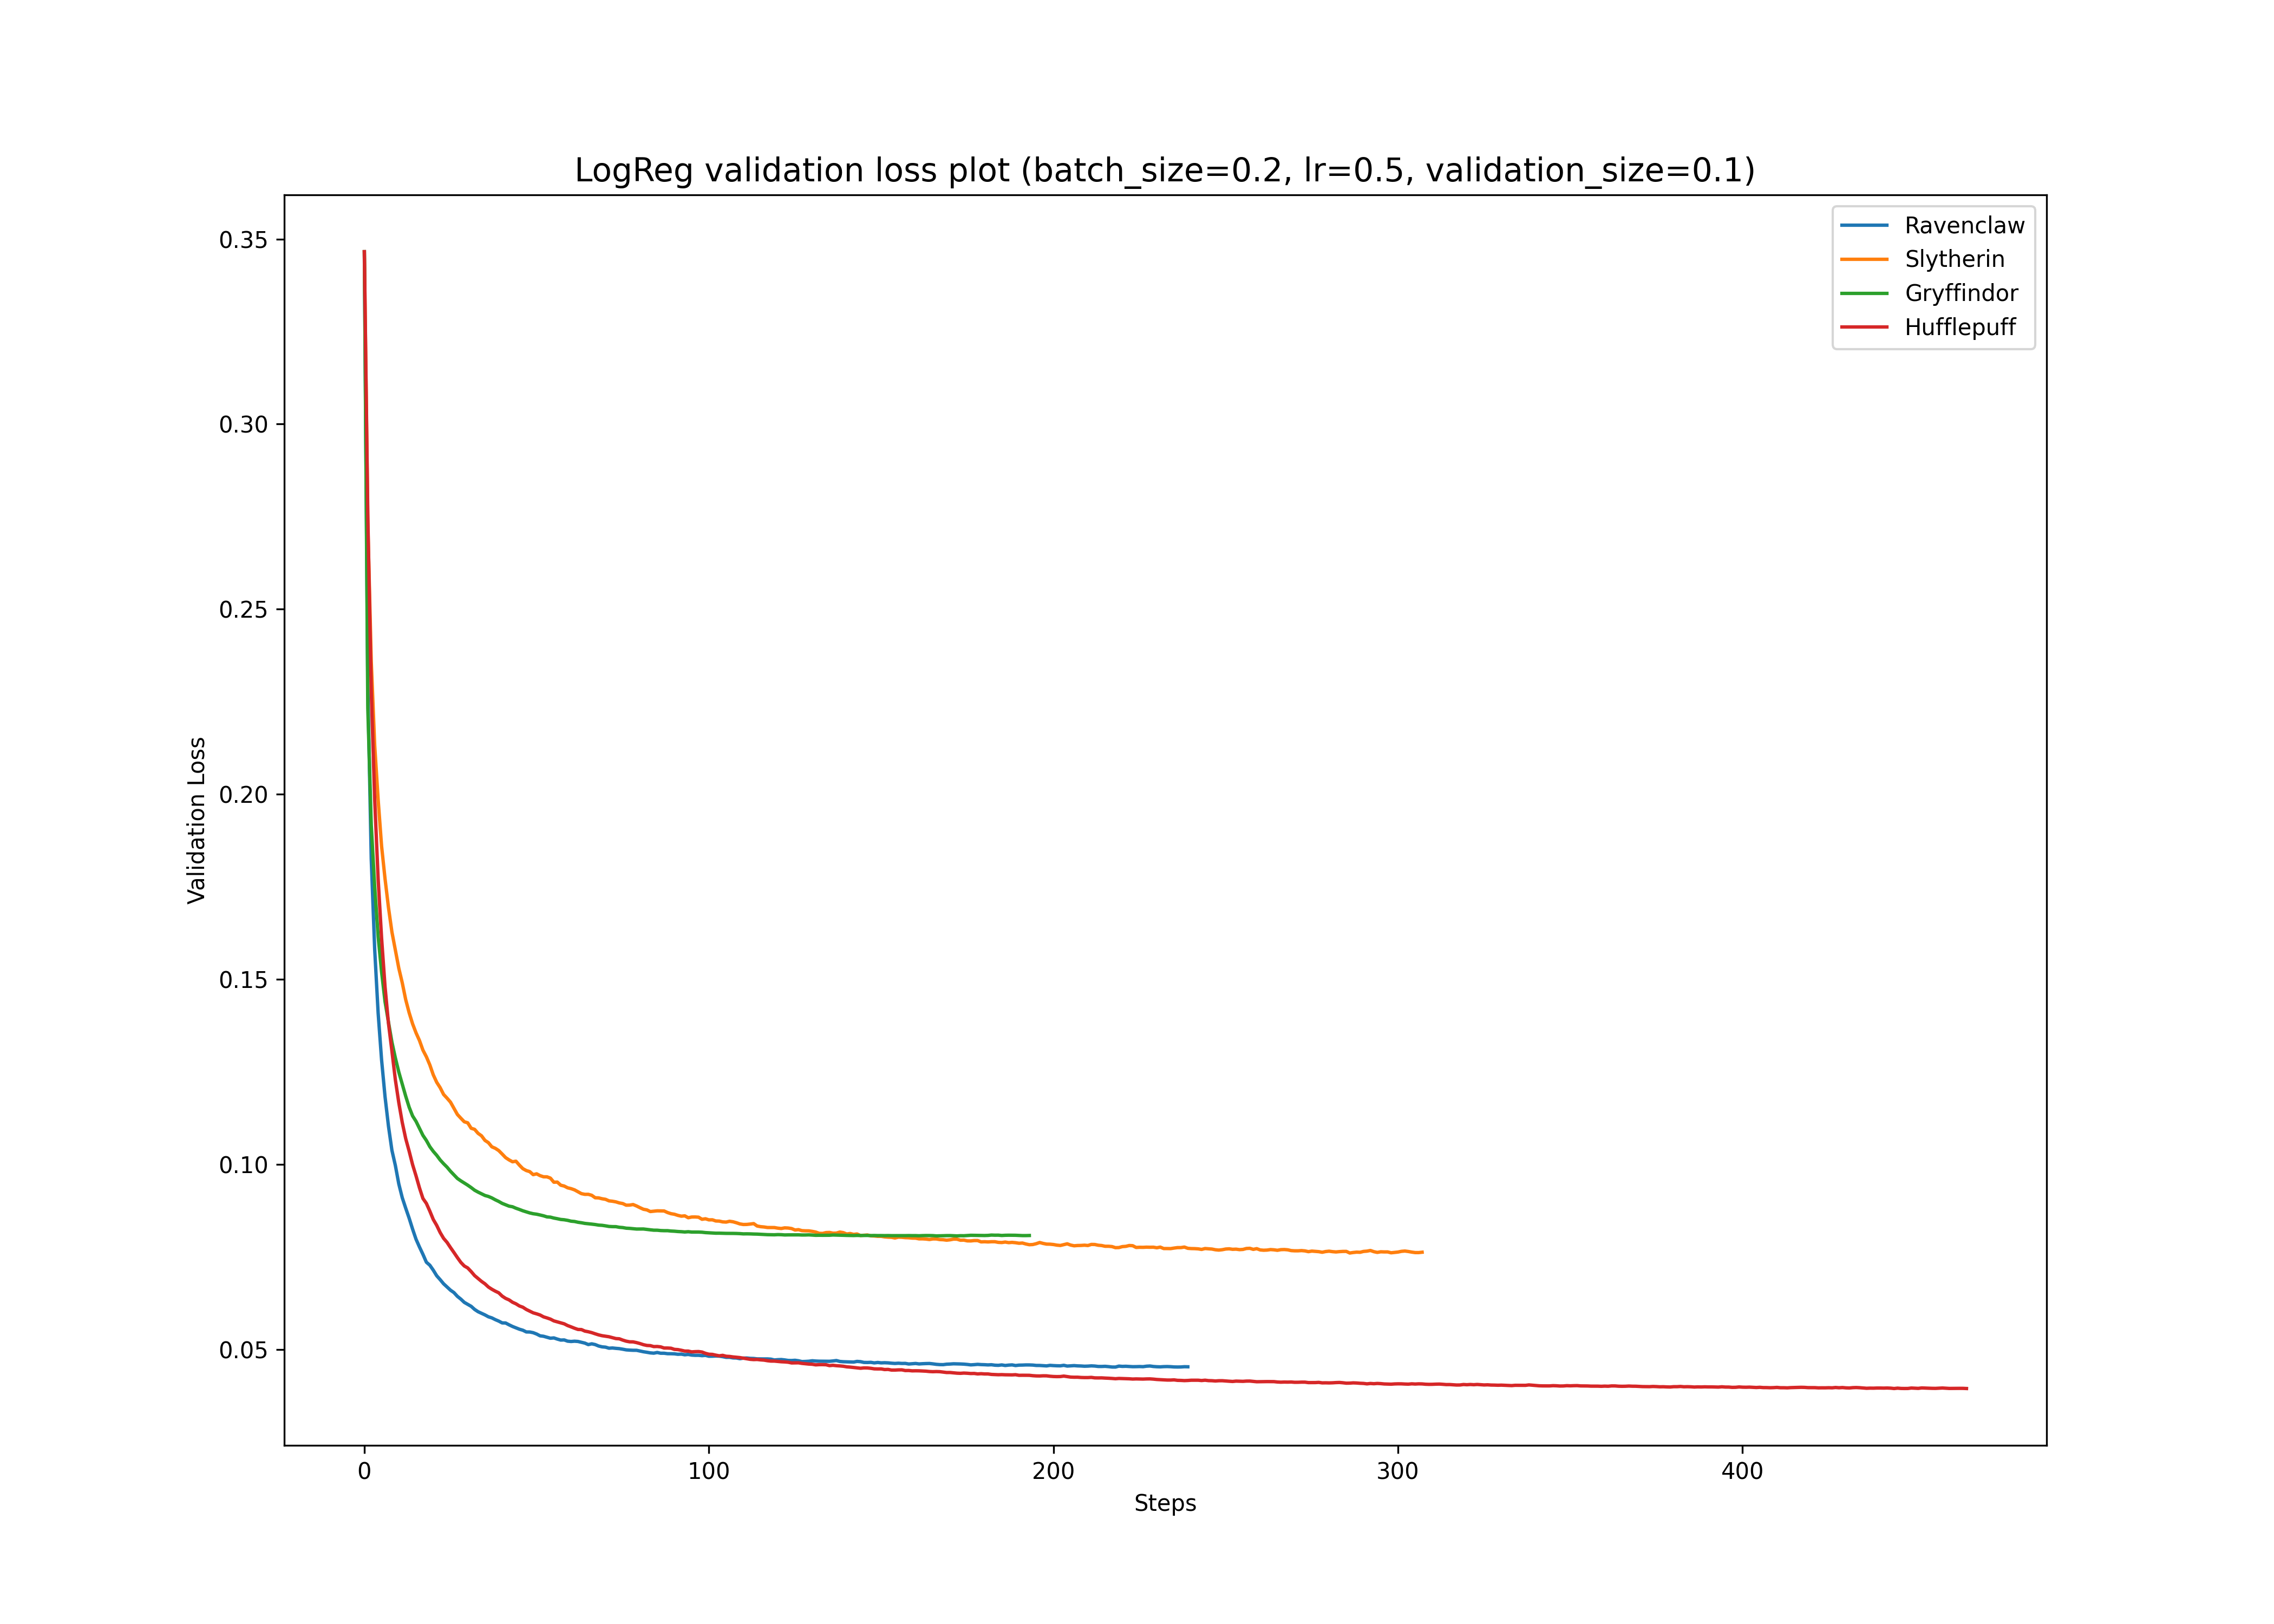 LogReg validation loss plot (batch_size=0.2, lr=0.5, validation_size=0.1)
Ravenclaw
Slytherin
Gryffindor
Hufflepuff
0.35
0.30
0.25
0.20
0.15
0.10
0.05
Validation Loss
0 100 200 300 400
Steps